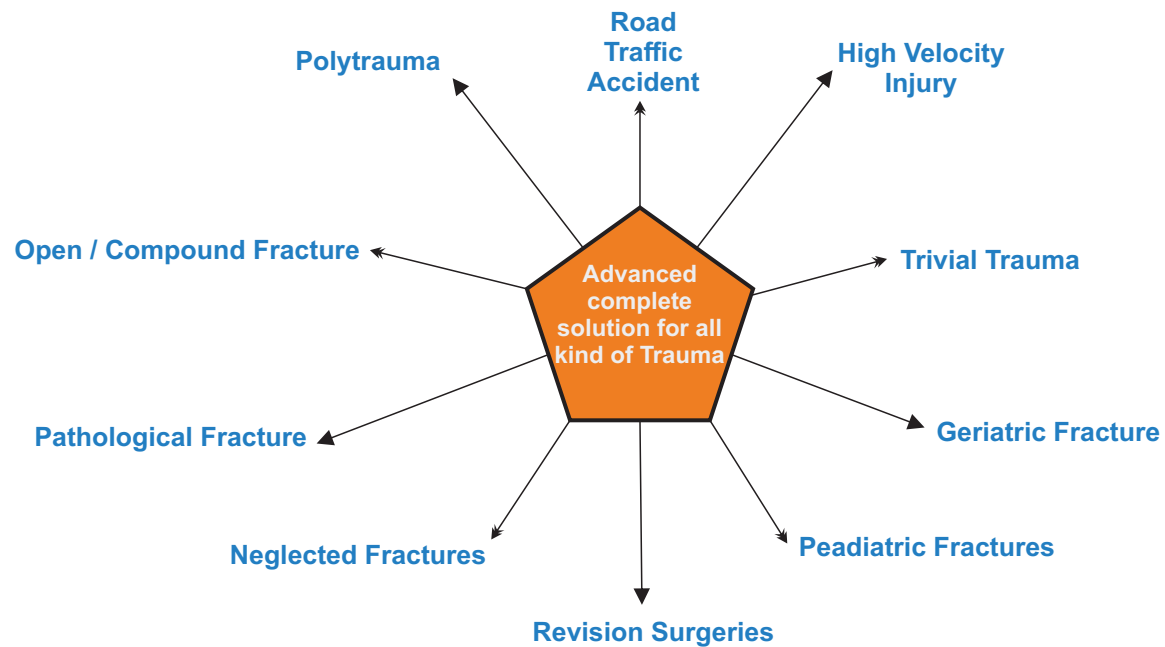 Road
Traffic
Accident
High Velocity
Injury
Polytrauma
Open / Compound Fracture
Trivial Trauma
Advanced
complete
solution for all
kind of Trauma
Pathological Fracture
Geriatric Fracture
Neglected Fractures
Peadiatric Fractures
Revision Surgeries